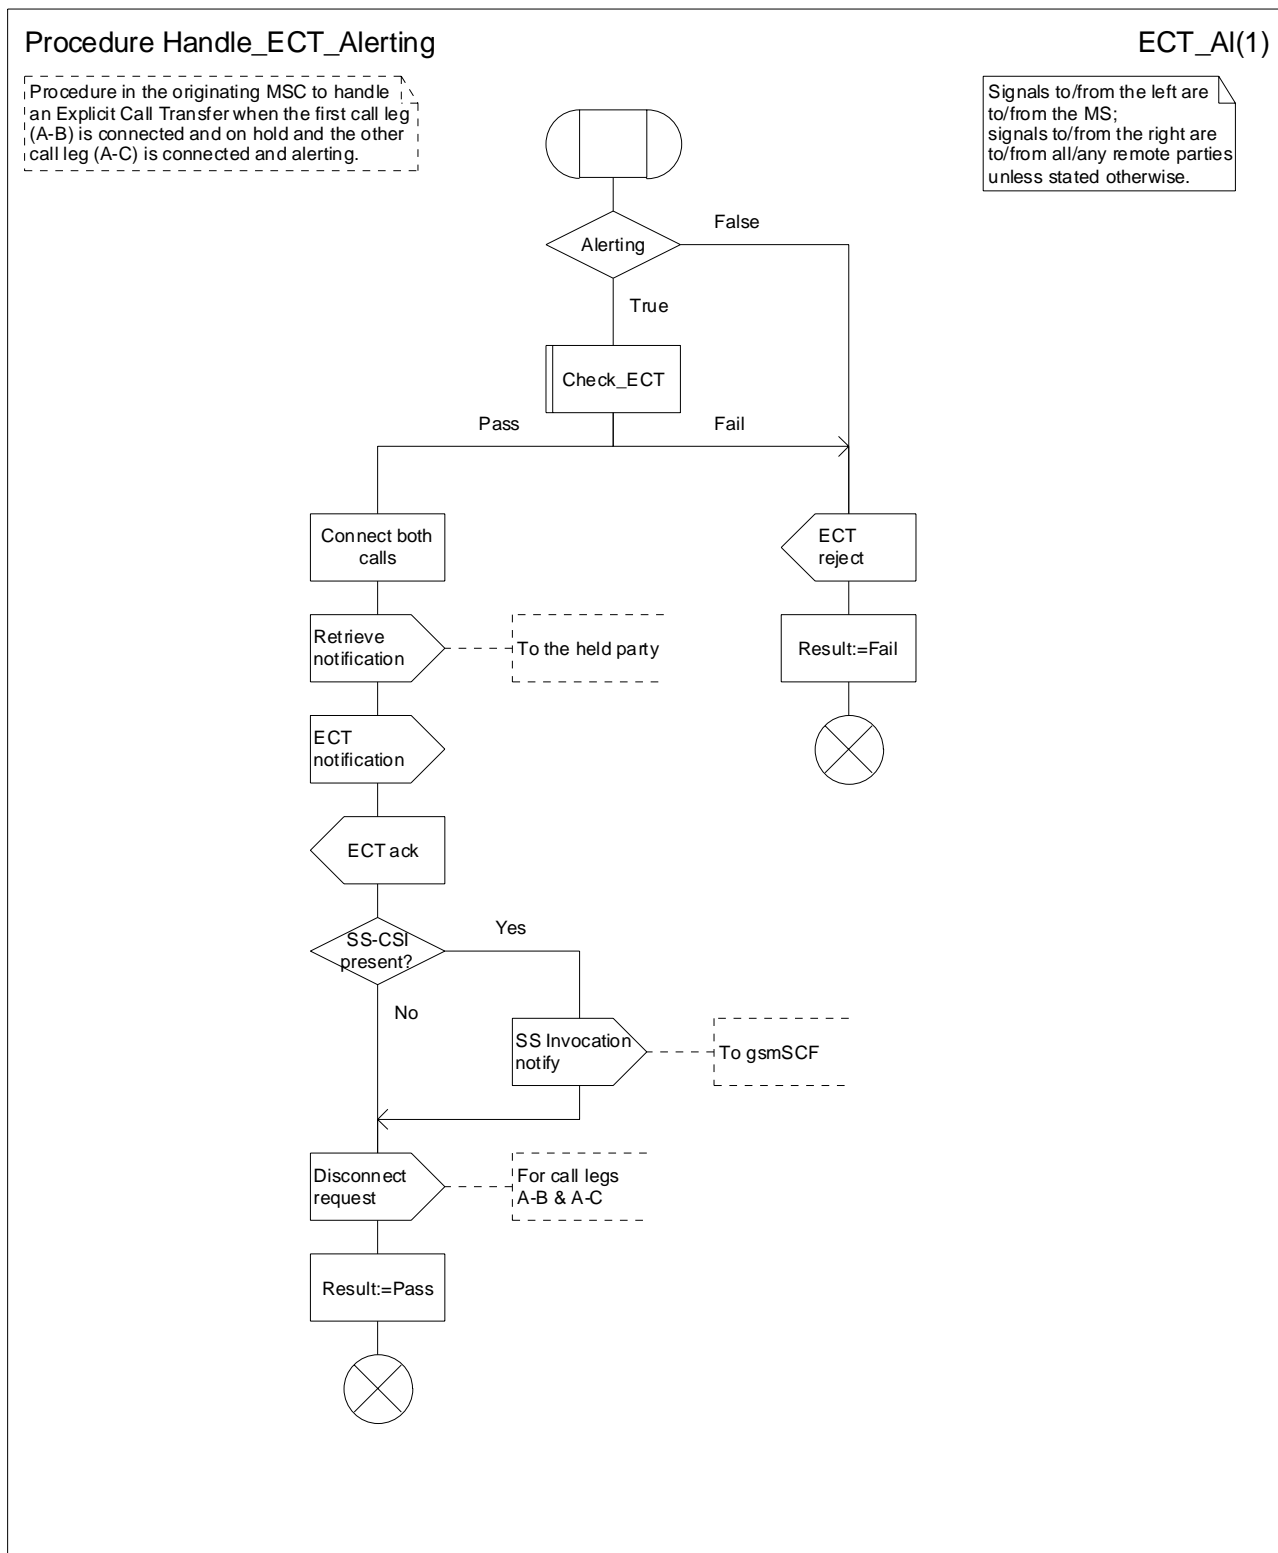 Procedure Handle_ECT_Alerting
ECT_Al(1)
Procedure in the originating MSC to handle
an Explicit Call Transfer when the first call leg
(A-B) is connected and on hold and the other
call leg (A-C) is connected and alerting.
Signals to/from the left are
to/from the MS;
signals to/from the right are
to/from all/any remote parties
unless stated otherwise.
Alerting
False
True
Check_ECT
Pass
Fail
Connect both
calls
ECT
reject
Retrieve
notification
To the held party
Result:=Fail
ECT
notification
ECT ack
SS-CSI
present?
Yes
No
SS Invocation
notify
To gsmSCF
Disconnect
request
For call legs
A-B & A-C
Result:=Pass